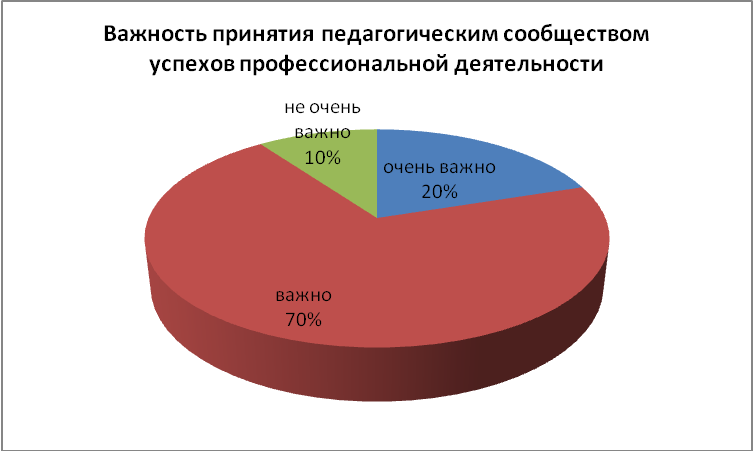 Важность принятия педагогическим сообществом
успехов профессиональной деятельности
не очень
важно
10%
очень важно
20%
важно
70%